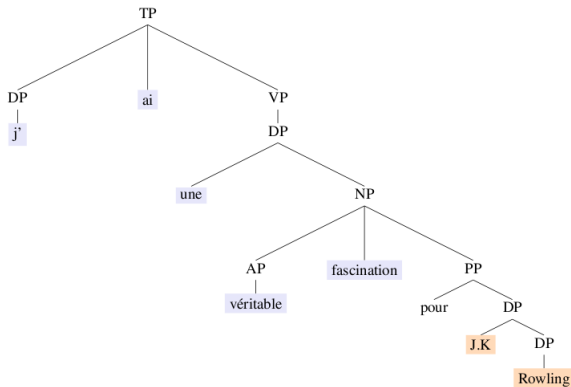 TP
DP ai VP
j' DP
une NP
AP fascination PP
véritable pour DP
J.K DP
Rowling